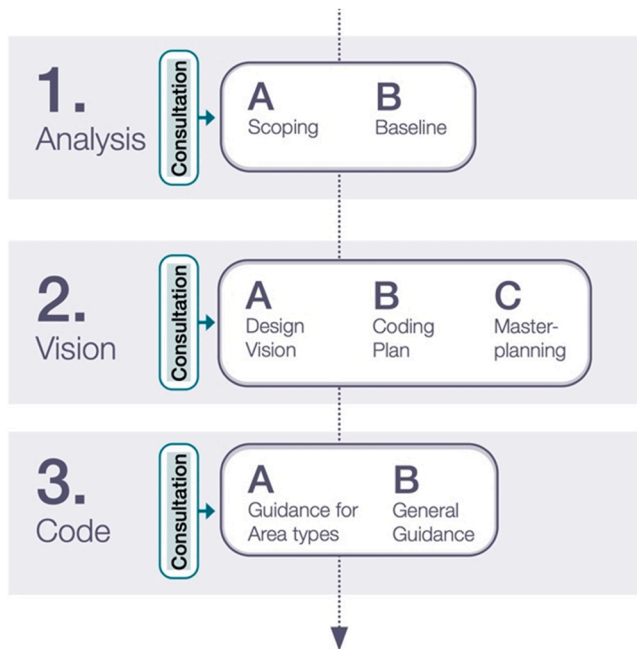 1.
Analysis
Consultation
A
Scoping
B
Baseline
2.
Vision
Consultation
A
Design
Vision
B
Coding
Plan
C
Master-
planning
3.
Code
Consultation
A
Guidance for
Area types
B
General
Guidance